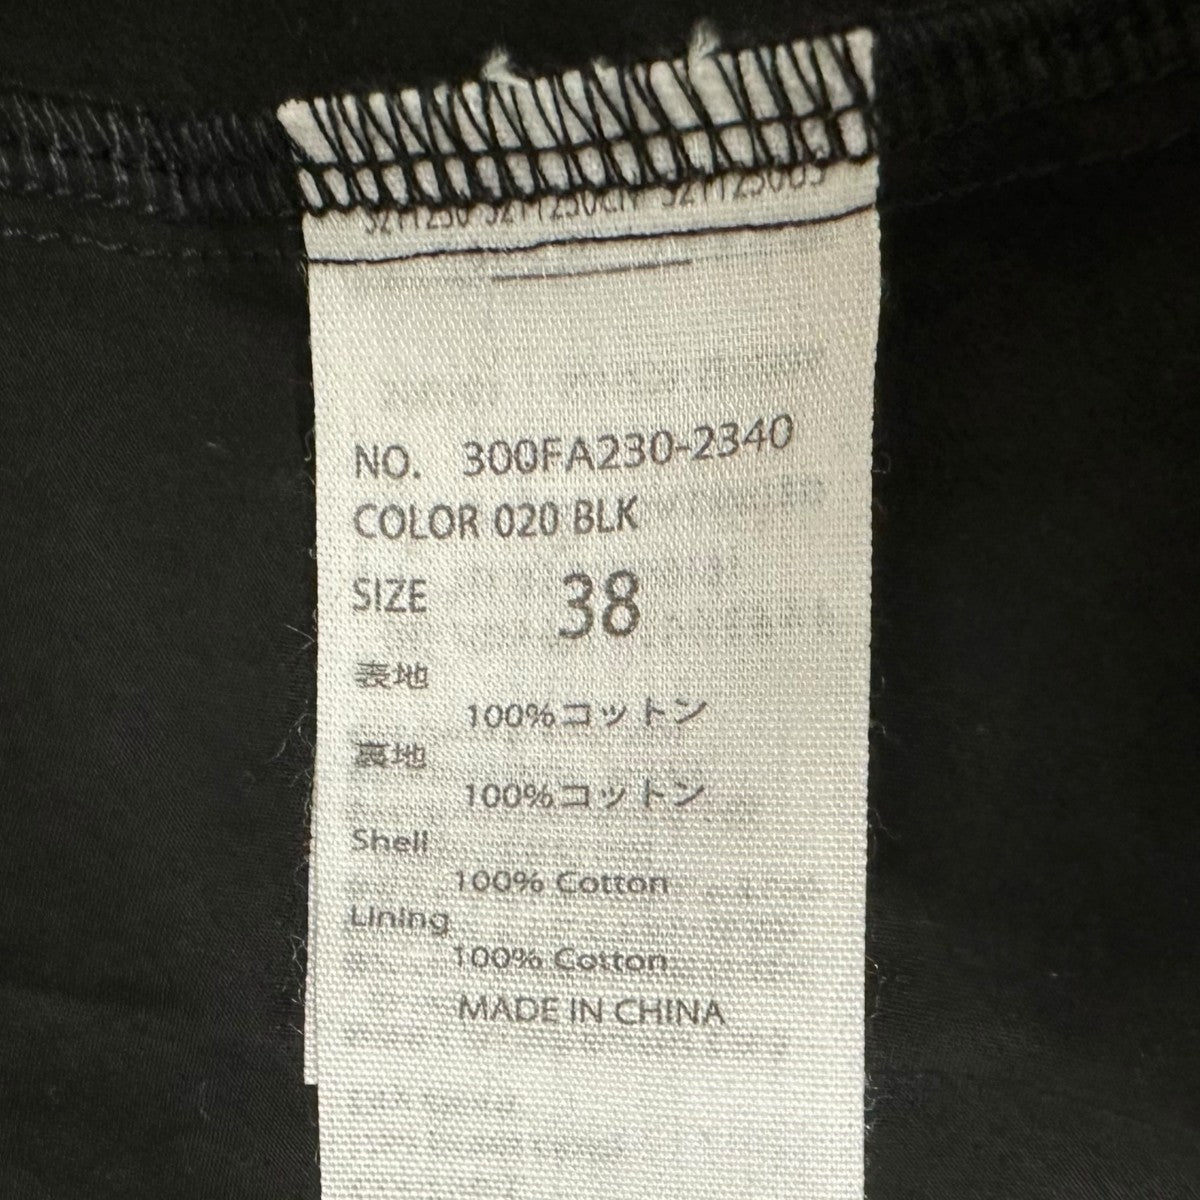 NO. 300FA230-2340
COLOR 020 BLK
SIZE 38
表地
100%コットン
裏地
100%コットン
Shell
100% Cotton
Lining
100% Cotton
MADE IN CHINA